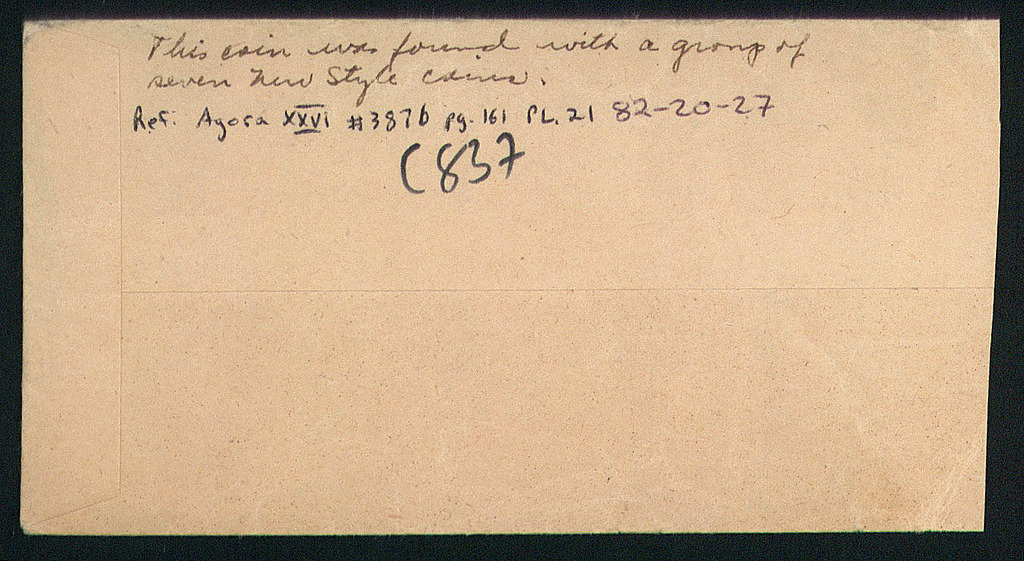 This coin was found with a group of
seven New Style coins.
Ref: Agora XXVI #387b pg. 161 PL. 21 82-20-27
C837